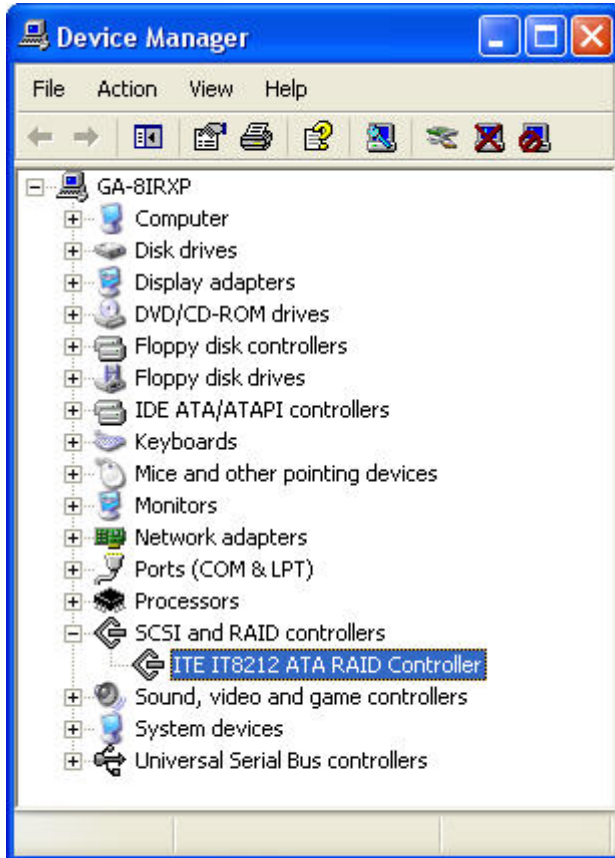 Device Manager
File Action View Help
GA-8IRXP
Computer
Disk drives
Display adapters
DVD/CD-ROM drives
Floppy disk controllers
Floppy disk drives
IDE ATA/ATAPI controllers
Keyboards
Mice and other pointing devices
Monitors
Network adapters
Ports (COM & LPT)
Processors
SCSI and RAID controllers
ITE IT8212 ATA RAID Controller
Sound, video and game controllers
System devices
Universal Serial Bus controllers